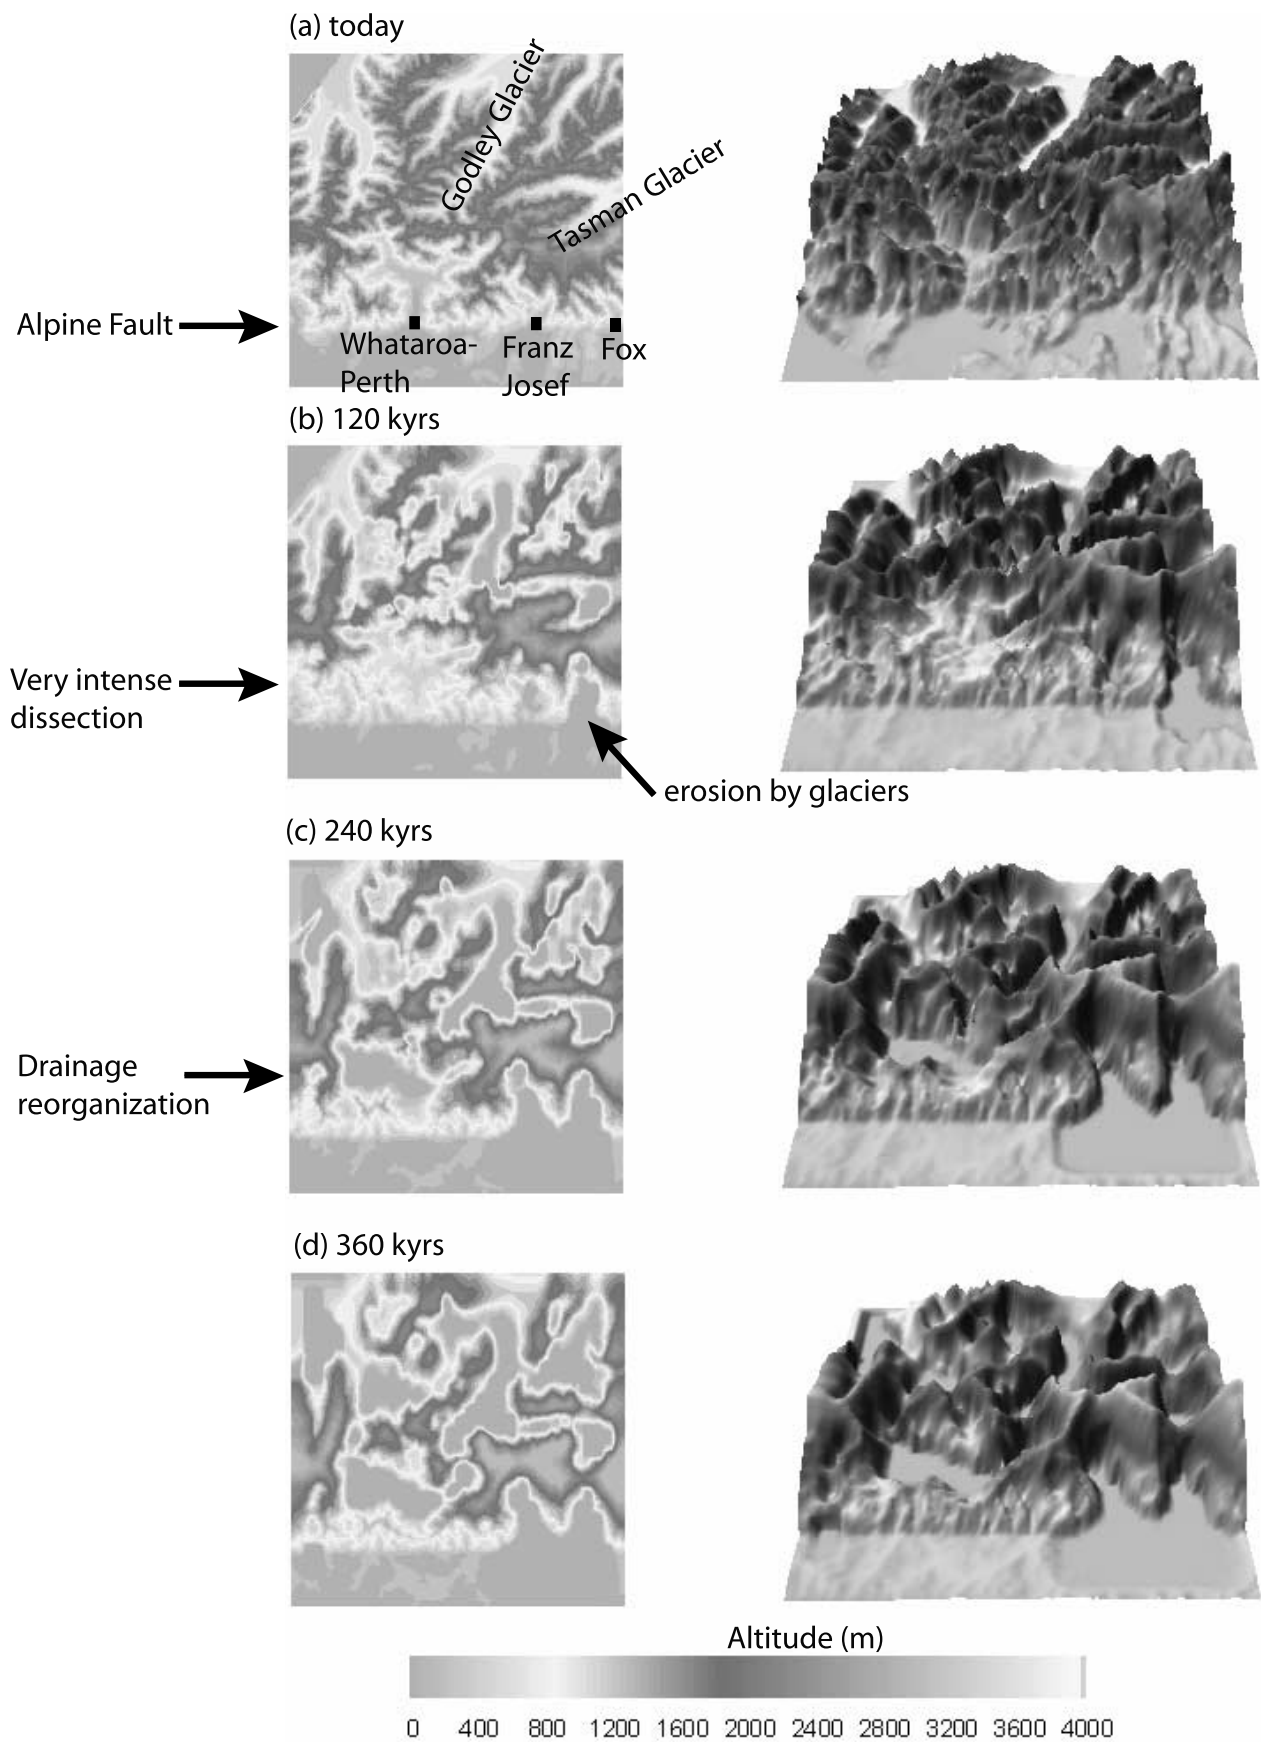 (a) today
Godley Glacier
Tasman Glacier
Alpine Fault
Whataroa-
Perth
Franz
Josef
Fox
(b) 120 kyrs
Very intense
dissection
erosion by glaciers
(c) 240 kyrs
Drainage
reorganization
(d) 360 kyrs
Altitude (m)
0 400 800 1200 1600 2000 2400 2800 3200 3600 4000